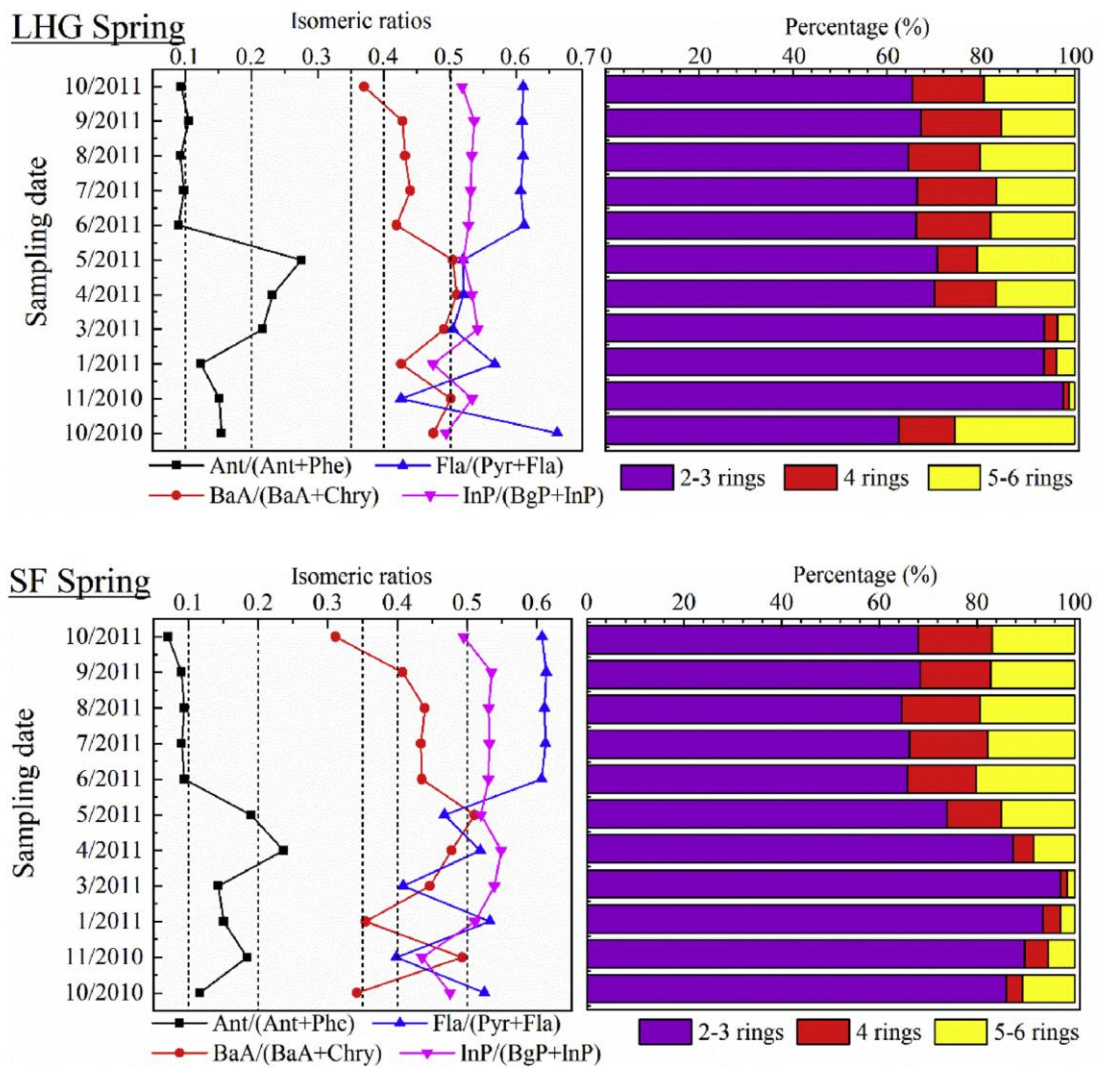 LHG Spring
Isomeric ratios
Percentage (%)
0.1 0.2 0.3 0.4 0.5 0.6 0.7
0 20 40 60 80 100
Sampling date
10/2011
9/2011
8/2011
7/2011
6/2011
5/2011
4/2011
3/2011
1/2011
11/2010
10/2010
Ant/(Ant+Phe) Fla/(Pyr+Fla)
BaA/(BaA+Chry) InP/(BgP+InP)
2-3 rings 4 rings 5-6 rings
SF Spring
Isomeric ratios
Percentage (%)
0.1 0.2 0.3 0.4 0.5 0.6
0 20 40 60 80 100
Sampling date
10/2011
9/2011
8/2011
7/2011
6/2011
5/2011
4/2011
3/2011
1/2011
11/2010
10/2010
Ant/(Ant+Phe) Fla/(Pyr+Fla)
BaA/(BaA+Chry) InP/(BgP+InP)
2-3 rings 4 rings 5-6 rings